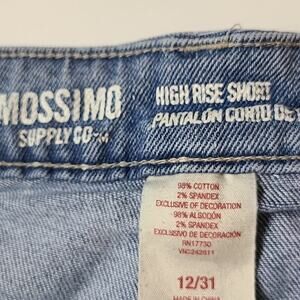 MOSSIMO
SUPPLY CO.
HIGH RISE SHORT
PANTALÓN CORTO DE
98% COTTON
2% SPANDEX
EXCLUSIVE OF DECORATION
98% ALGODÓN
2% SPANDEX
EXCLUSIVO DE DECORACIÓN
RN17730
VNC242611
12/31
MADE IN CHINA